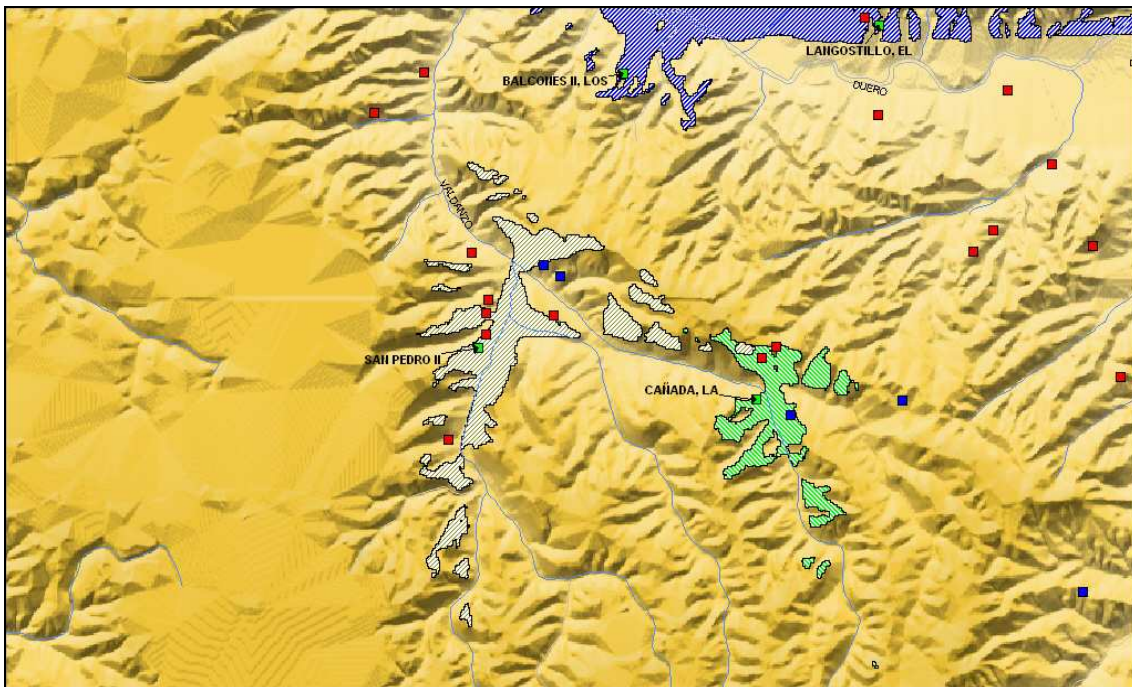 LANGOSTILLO, EL
BALCONES II, LOS
DUERO
VALDANZO
SAN PEDRO II
CAÑADA, LA